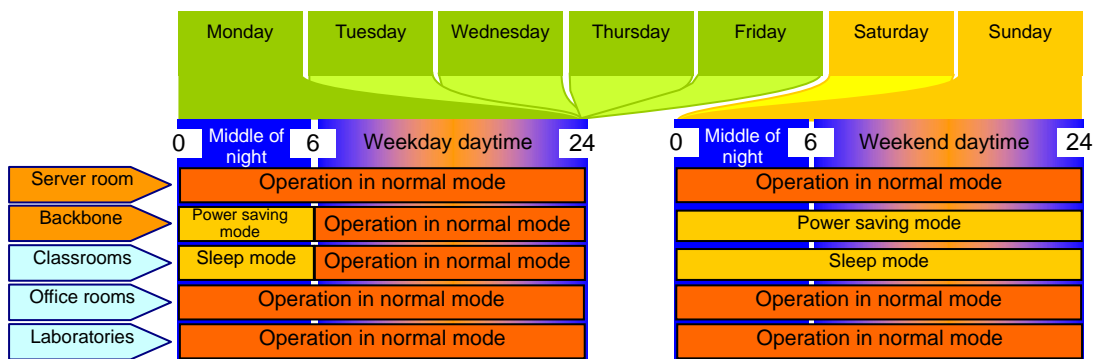 Monday Tuesday Wednesday Thursday Friday Saturday Sunday
0 Middle of night 6 Weekday daytime 24 0 Middle of night 6 Weekend daytime 24
Server room Operation in normal mode Operation in normal mode
Backbone Power saving mode Operation in normal mode Power saving mode
Classrooms Sleep mode Operation in normal mode Sleep mode
Office rooms Operation in normal mode Operation in normal mode
Laboratories Operation in normal mode Operation in normal mode